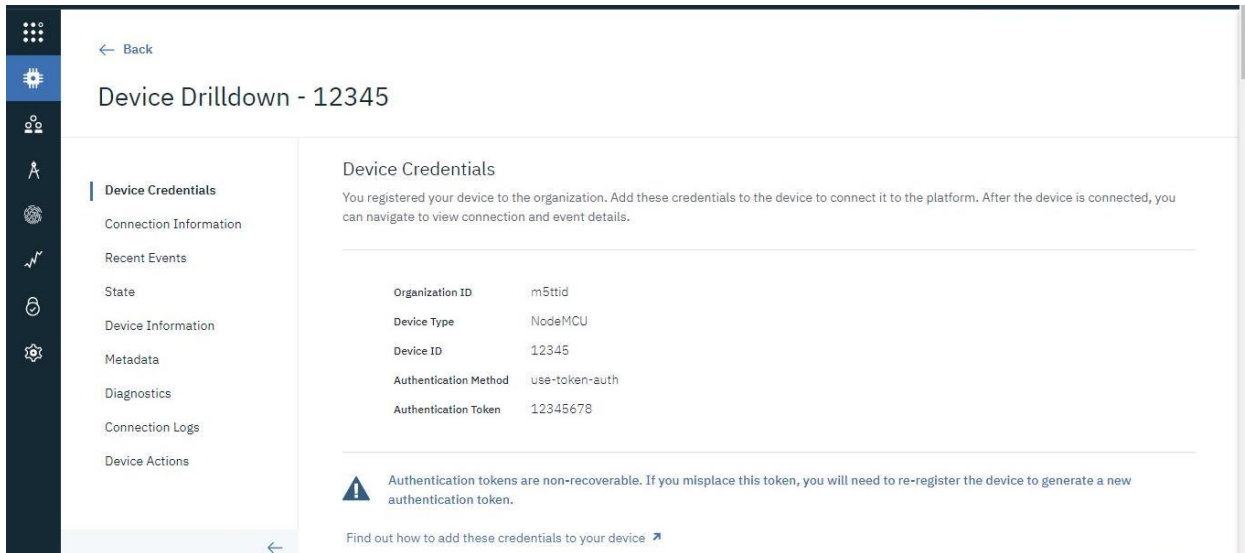 Back
Device Drilldown - 12345
Device Credentials
Connection Information
Recent Events
State
Device Information
Metadata
Diagnostics
Connection Logs
Device Actions
Device Credentials
You registered your device to the organization. Add these credentials to the device to connect it to the platform. After the device is connected, you
can navigate to view connection and event details.
Organization ID m5ttid
Device Type NodeMCU
Device ID 12345
Authentication Method use-token-auth
Authentication Token 12345678
Authentication tokens are non-recoverable. If you misplace this token, you will need to re-register the device to generate a new
authentication token.
Find out how to add these credentials to your device